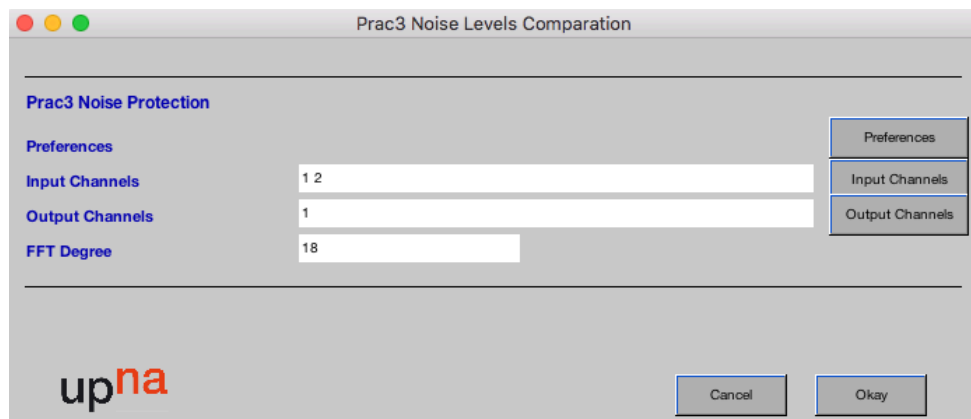 Prac3 Noise Levels Comparation
Prac3 Noise Protection
Preferences Preferences
Input Channels 1 2 Input Channels
Output Channels 1 Output Channels
FFT Degree 18
upna Cancel Okay